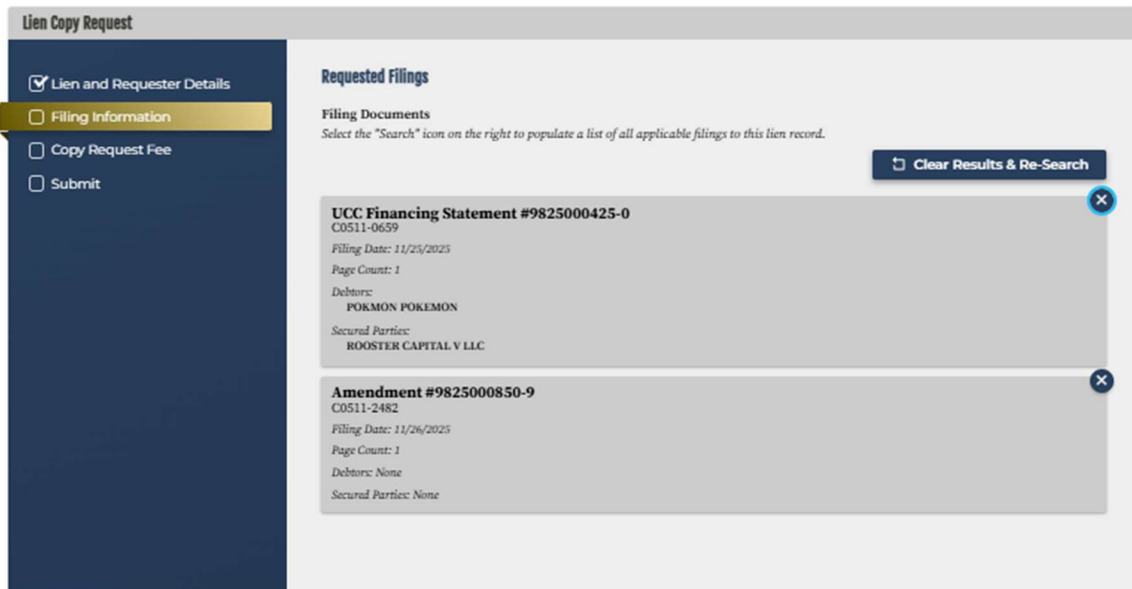 Lien Copy Request
Lien and Requester Details
Filing Information
Copy Request Fee
Submit
Requested Filings
Filing Documents
Select the "Search" icon on the right to populate a list of all applicable filings to this lien record.
Clear Results & Re-Search
UCC Financing Statement #9825000425-0
C0511-0659
Filing Date: 11/25/2025
Page Count: 1
Debtors:
POKMON POKEMON
Secured Parties:
ROOSTER CAPITAL V LLC
Amendment #9825000850-9
C0511-2482
Filing Date: 11/26/2025
Page Count: 1
Debtors: None
Secured Parties: None